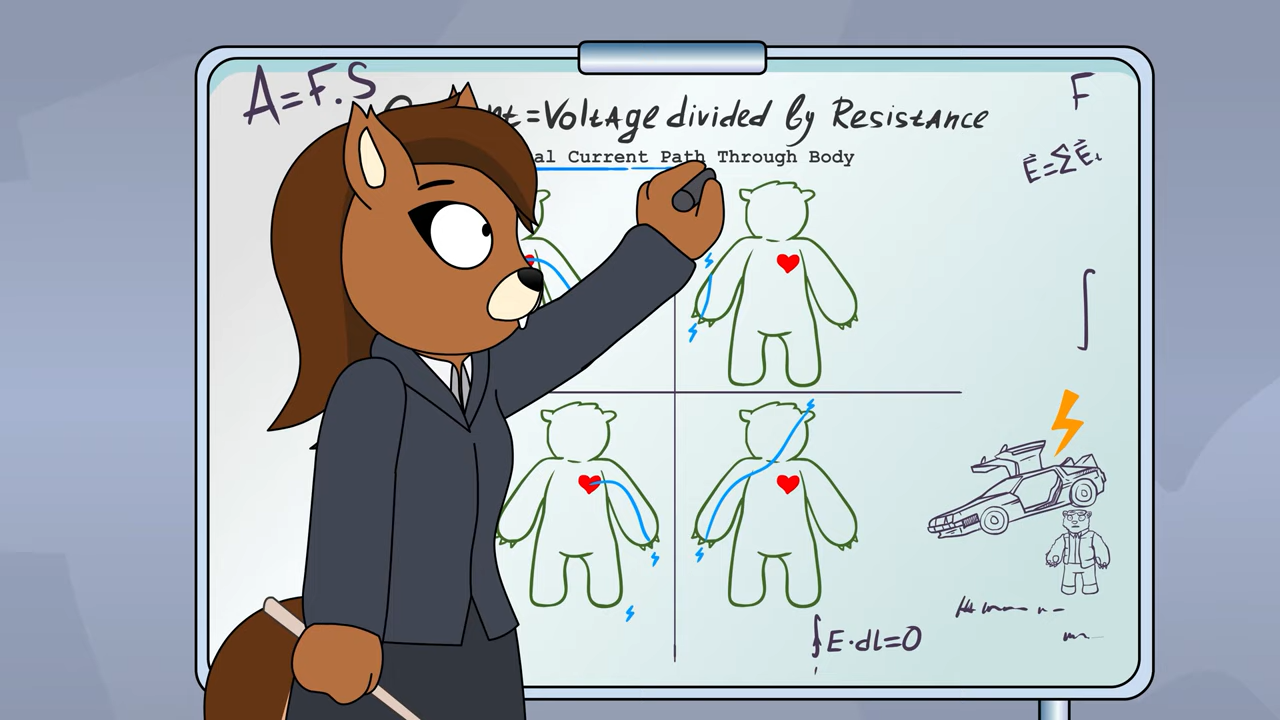 A=F.S
=Voltage divided by Resistance
Current Path Through Body
F
E=ΣE
∫
∫E·dl=0